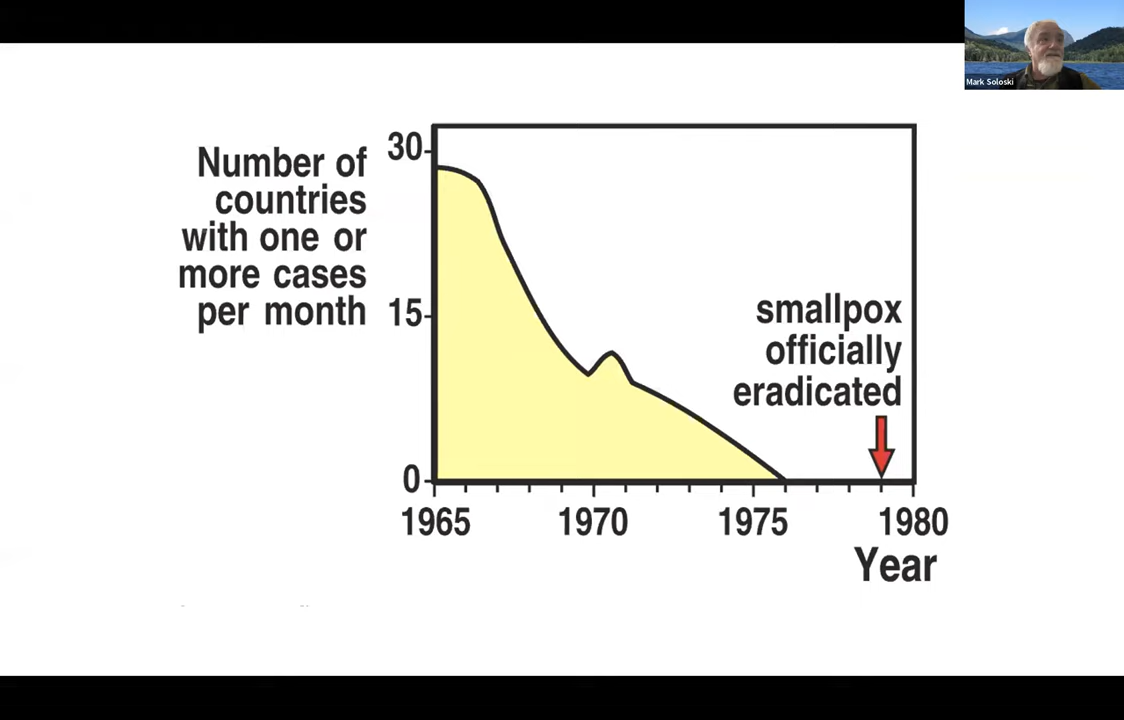 Mark Soloski
Number of
countries
with one or
more cases
per month
30
15
0
smallpox
officially
eradicated
1965 1970 1975 1980
Year